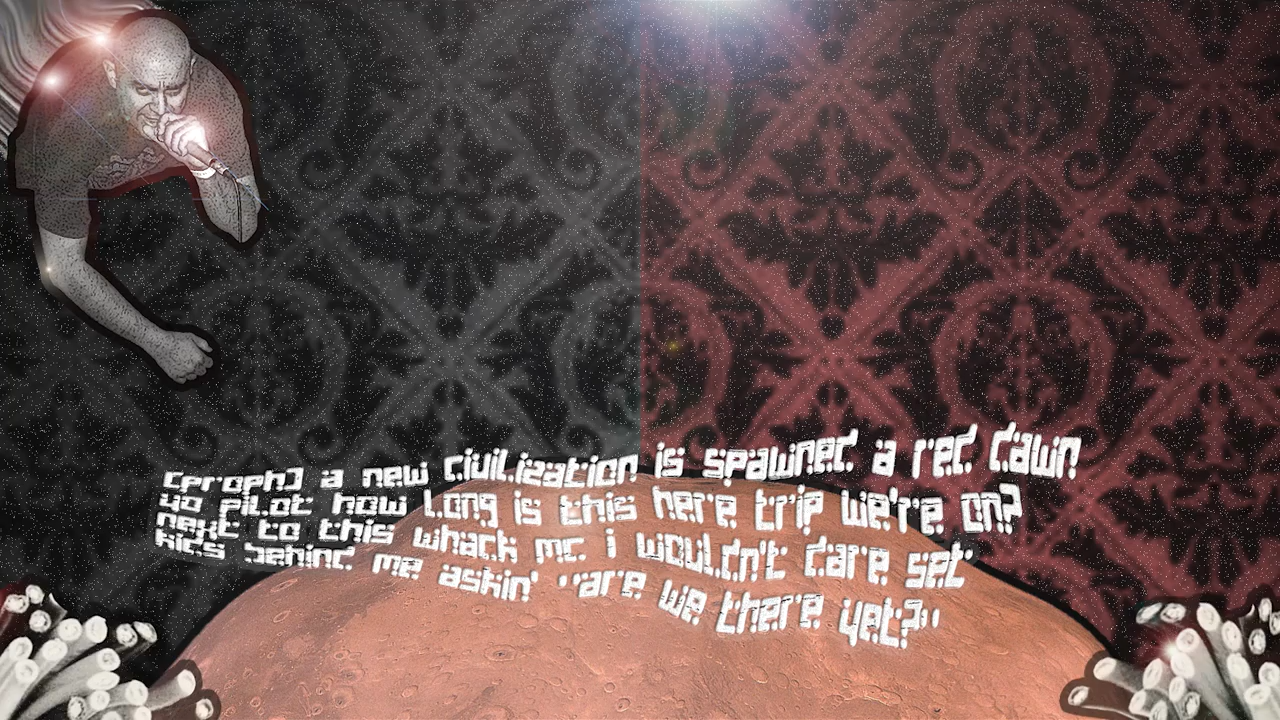 (proph) a new civilization is spawned a red dawn
yo pilot how long is this here trip we're on?
next to this whack mc i wouldn't dare set
kids behind me askin' "are we there yet?"